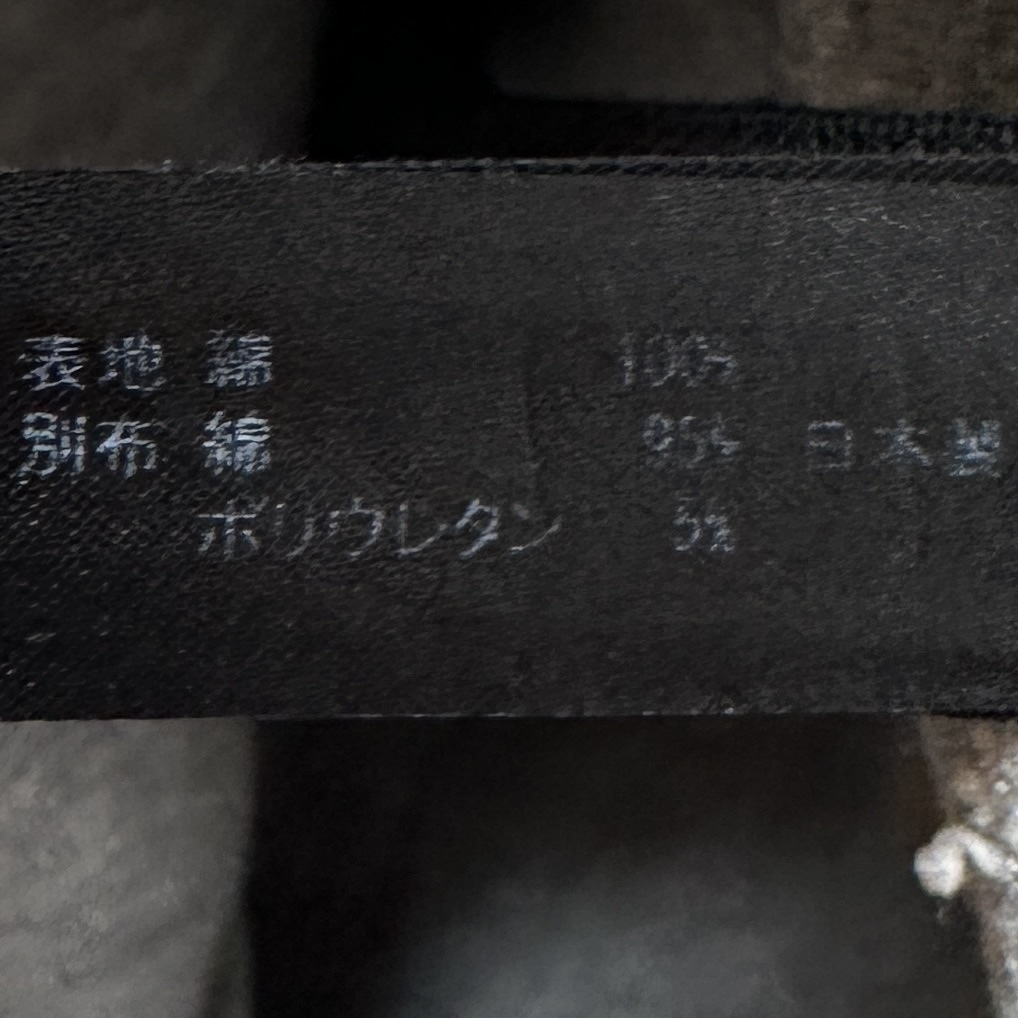 表地 綿 100%
別布 綿 95% 日本製
ポリウレタン 5%